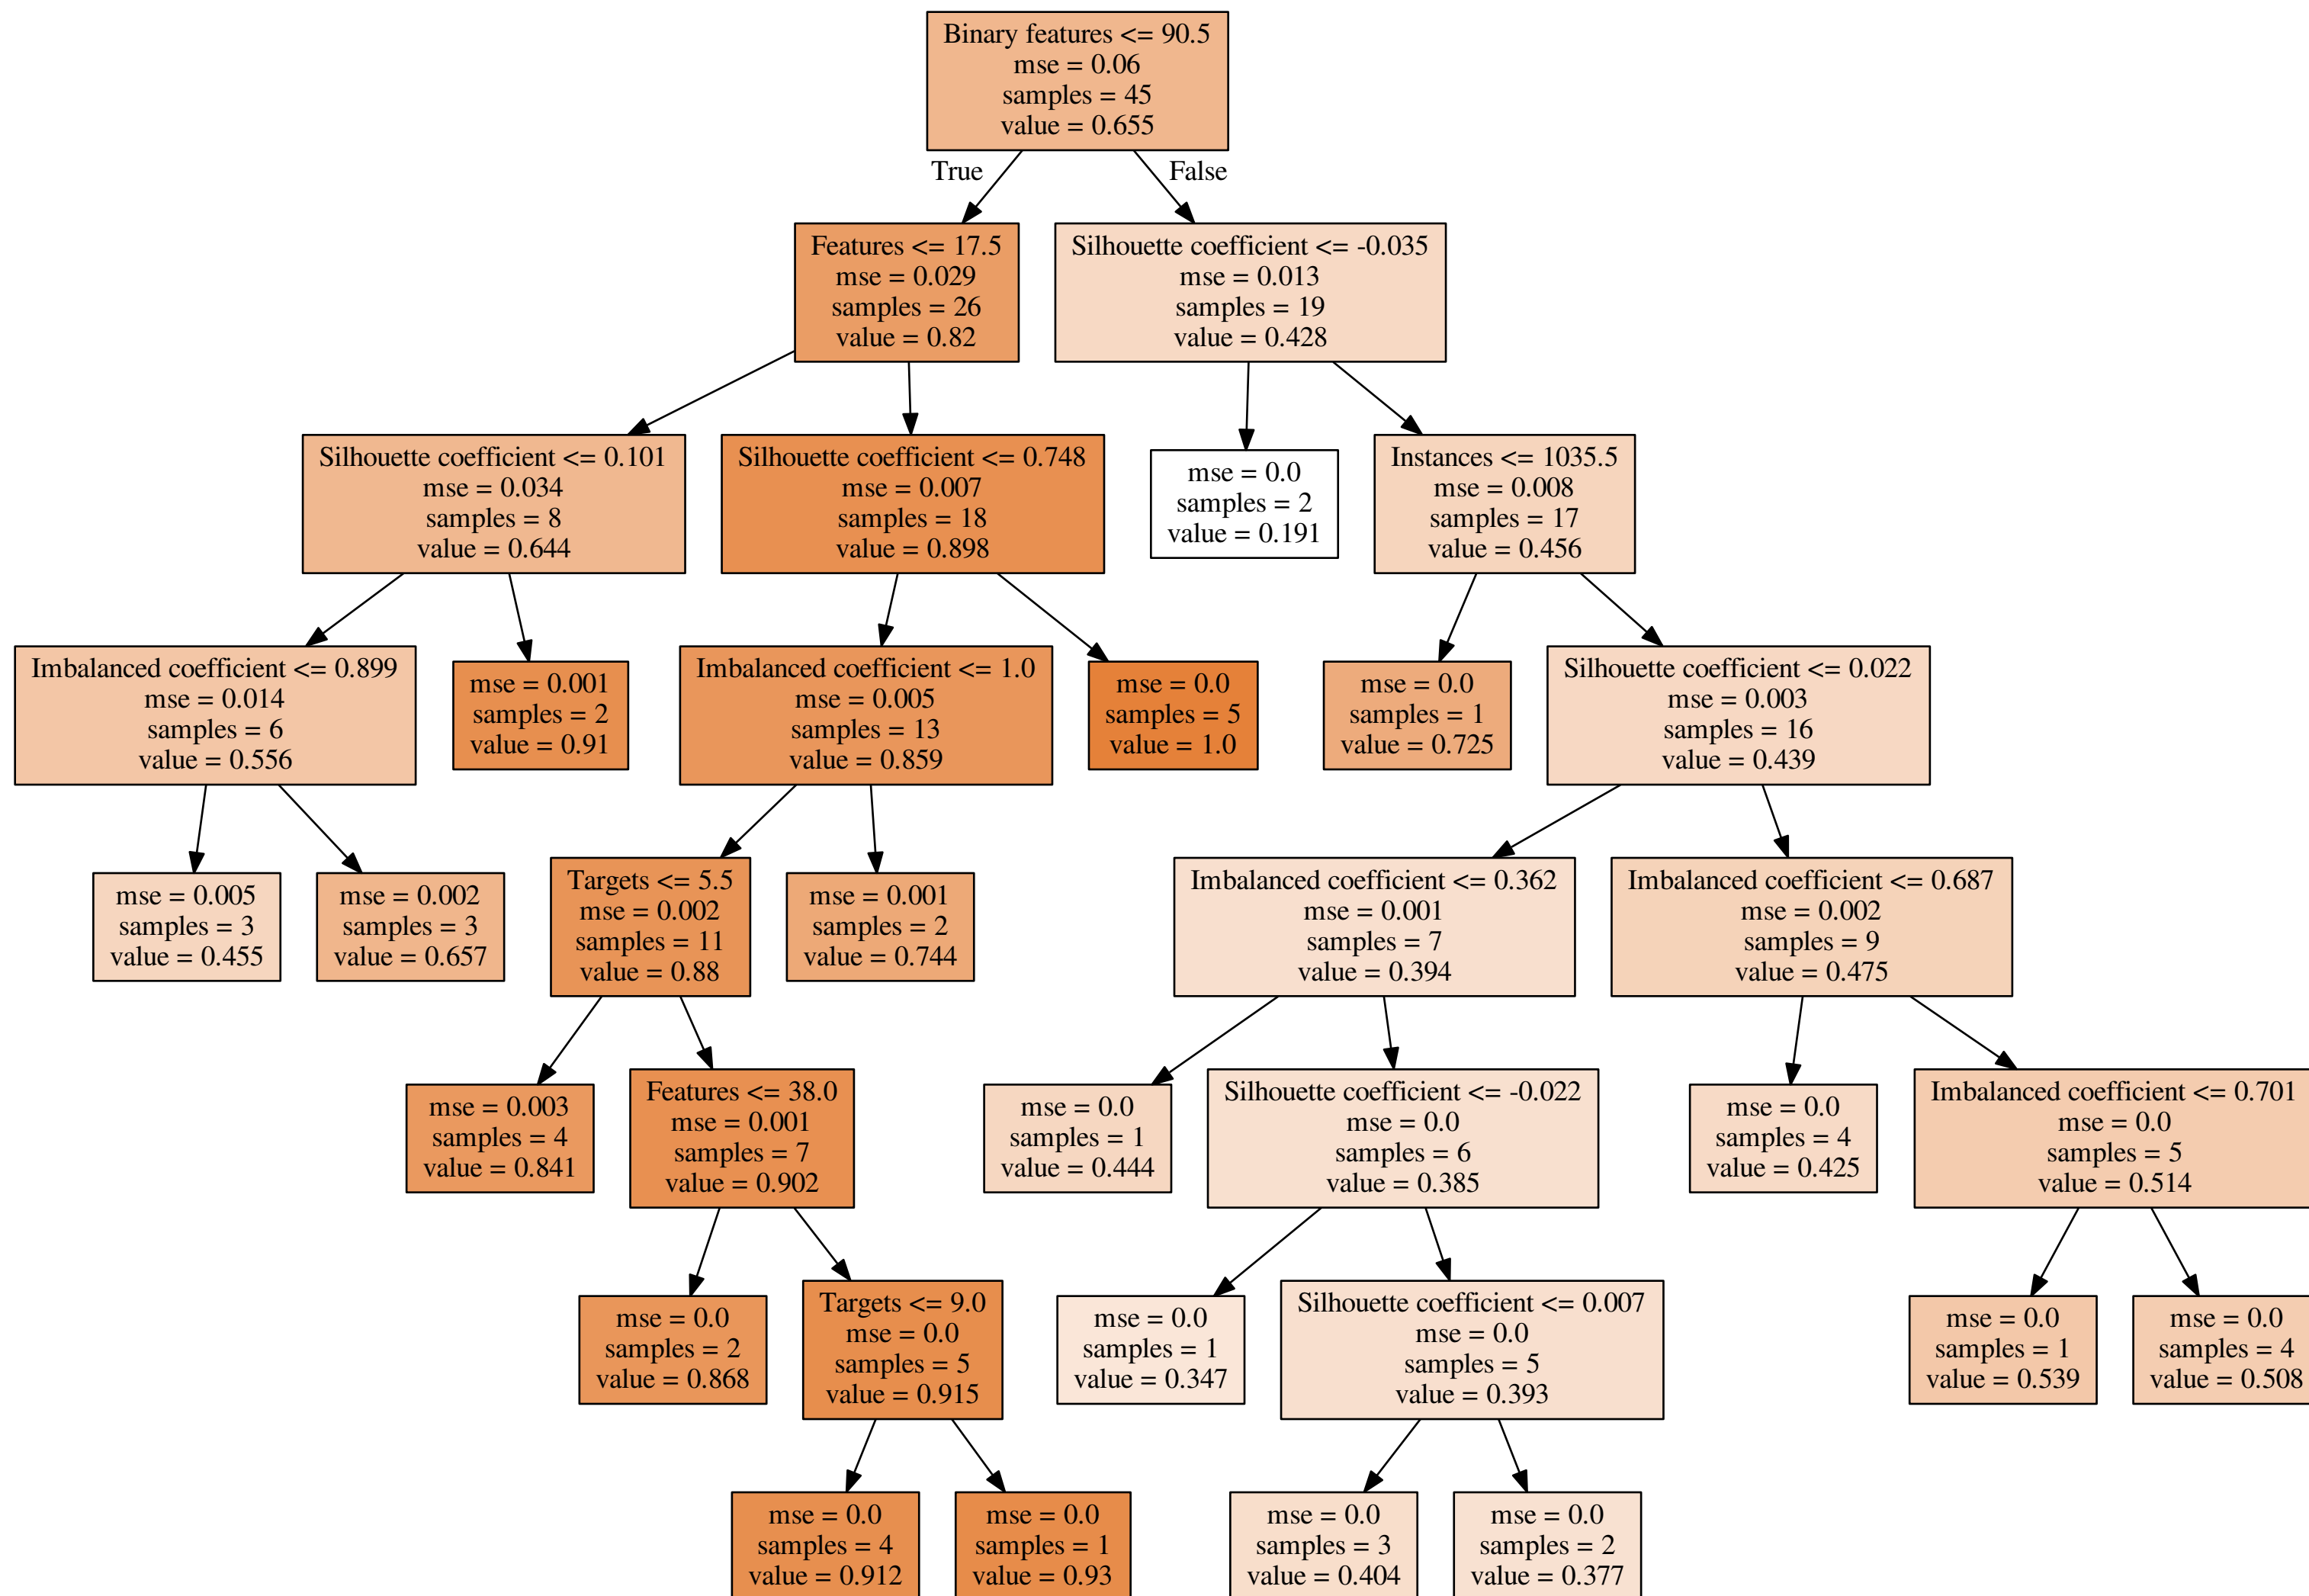 Binary features <= 90.5
mse = 0.06
samples = 45
value = 0.655
True
False
Features <= 17.5
mse = 0.029
samples = 26
value = 0.82
Silhouette coefficient <= -0.035
mse = 0.013
samples = 19
value = 0.428
Silhouette coefficient <= 0.101
mse = 0.034
samples = 8
value = 0.644
Silhouette coefficient <= 0.748
mse = 0.007
samples = 18
value = 0.898
mse = 0.0
samples = 2
value = 0.191
Instances <= 1035.5
mse = 0.008
samples = 17
value = 0.456
Imbalanced coefficient <= 0.899
mse = 0.014
samples = 6
value = 0.556
mse = 0.001
samples = 2
value = 0.91
Imbalanced coefficient <= 1.0
mse = 0.005
samples = 13
value = 0.859
mse = 0.0
samples = 5
value = 1.0
mse = 0.0
samples = 1
value = 0.725
Silhouette coefficient <= 0.022
mse = 0.003
samples = 16
value = 0.439
mse = 0.005
samples = 3
value = 0.455
mse = 0.002
samples = 3
value = 0.657
Targets <= 5.5
mse = 0.002
samples = 11
value = 0.88
mse = 0.001
samples = 2
value = 0.744
Imbalanced coefficient <= 0.362
mse = 0.001
samples = 7
value = 0.394
Imbalanced coefficient <= 0.687
mse = 0.002
samples = 9
value = 0.475
mse = 0.003
samples = 4
value = 0.841
Features <= 38.0
mse = 0.001
samples = 7
value = 0.902
mse = 0.0
samples = 1
value = 0.444
Silhouette coefficient <= -0.022
mse = 0.0
samples = 6
value = 0.385
mse = 0.0
samples = 4
value = 0.425
Imbalanced coefficient <= 0.701
mse = 0.0
samples = 5
value = 0.514
mse = 0.0
samples = 2
value = 0.868
Targets <= 9.0
mse = 0.0
samples = 5
value = 0.915
mse = 0.0
samples = 1
value = 0.347
Silhouette coefficient <= 0.007
mse = 0.0
samples = 5
value = 0.393
mse = 0.0
samples = 1
value = 0.539
mse = 0.0
samples = 4
value = 0.508
mse = 0.0
samples = 4
value = 0.912
mse = 0.0
samples = 1
value = 0.93
mse = 0.0
samples = 3
value = 0.404
mse = 0.0
samples = 2
value = 0.377